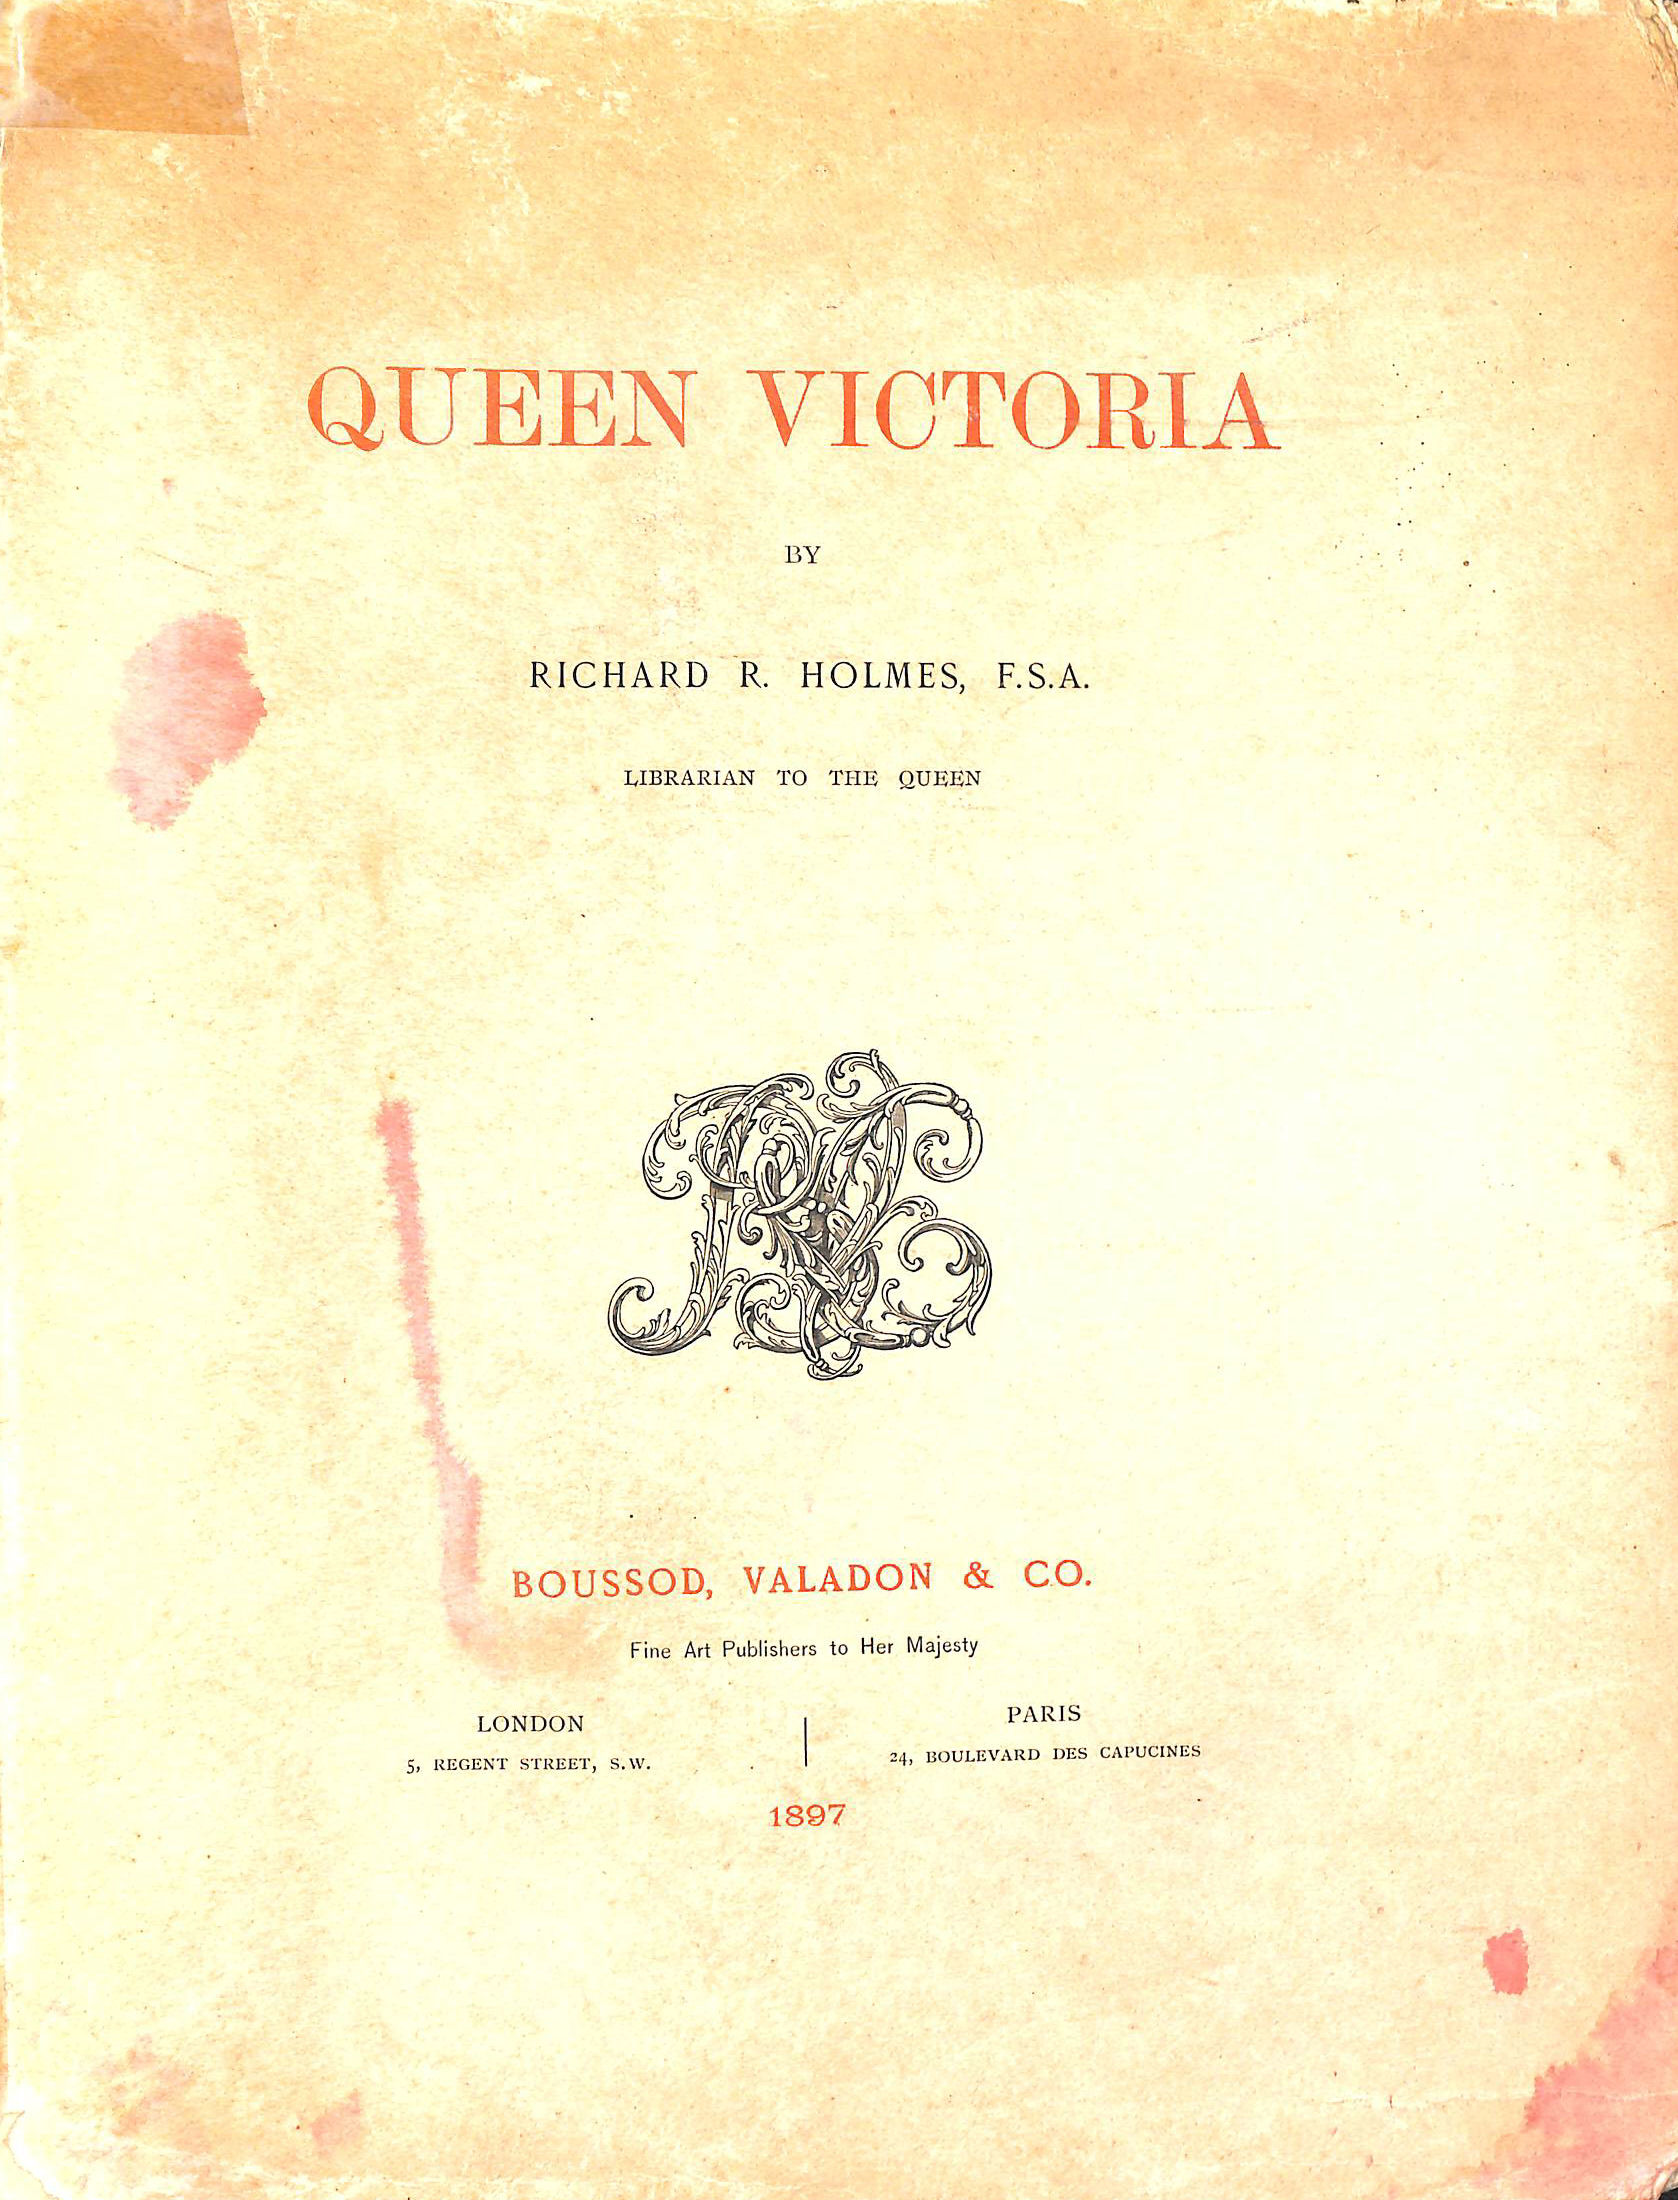 QUEEN VICTORIA
BY
RICHARD R. HOLMES, F.S.A.
LIBRARIAN TO THE QUEEN
BOUSSOD, VALADON & CO.
Fine Art Publishers to Her Majesty
LONDON
5, REGENT STREET, S.W.
PARIS
24, BOULEVARD DES CAPUCINES
1897